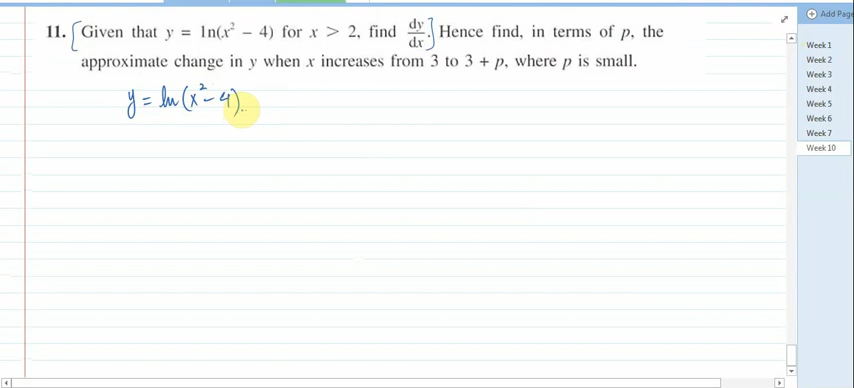 11. Given that y = ln(x² − 4) for x > 2, find dy/dx. Hence find, in terms of p, the
approximate change in y when x increases from 3 to 3 + p, where p is small.
y = ln(x² − 4).
Add Page
Week 1
Week 2
Week 3
Week 4
Week 5
Week 6
Week 7
Week 10